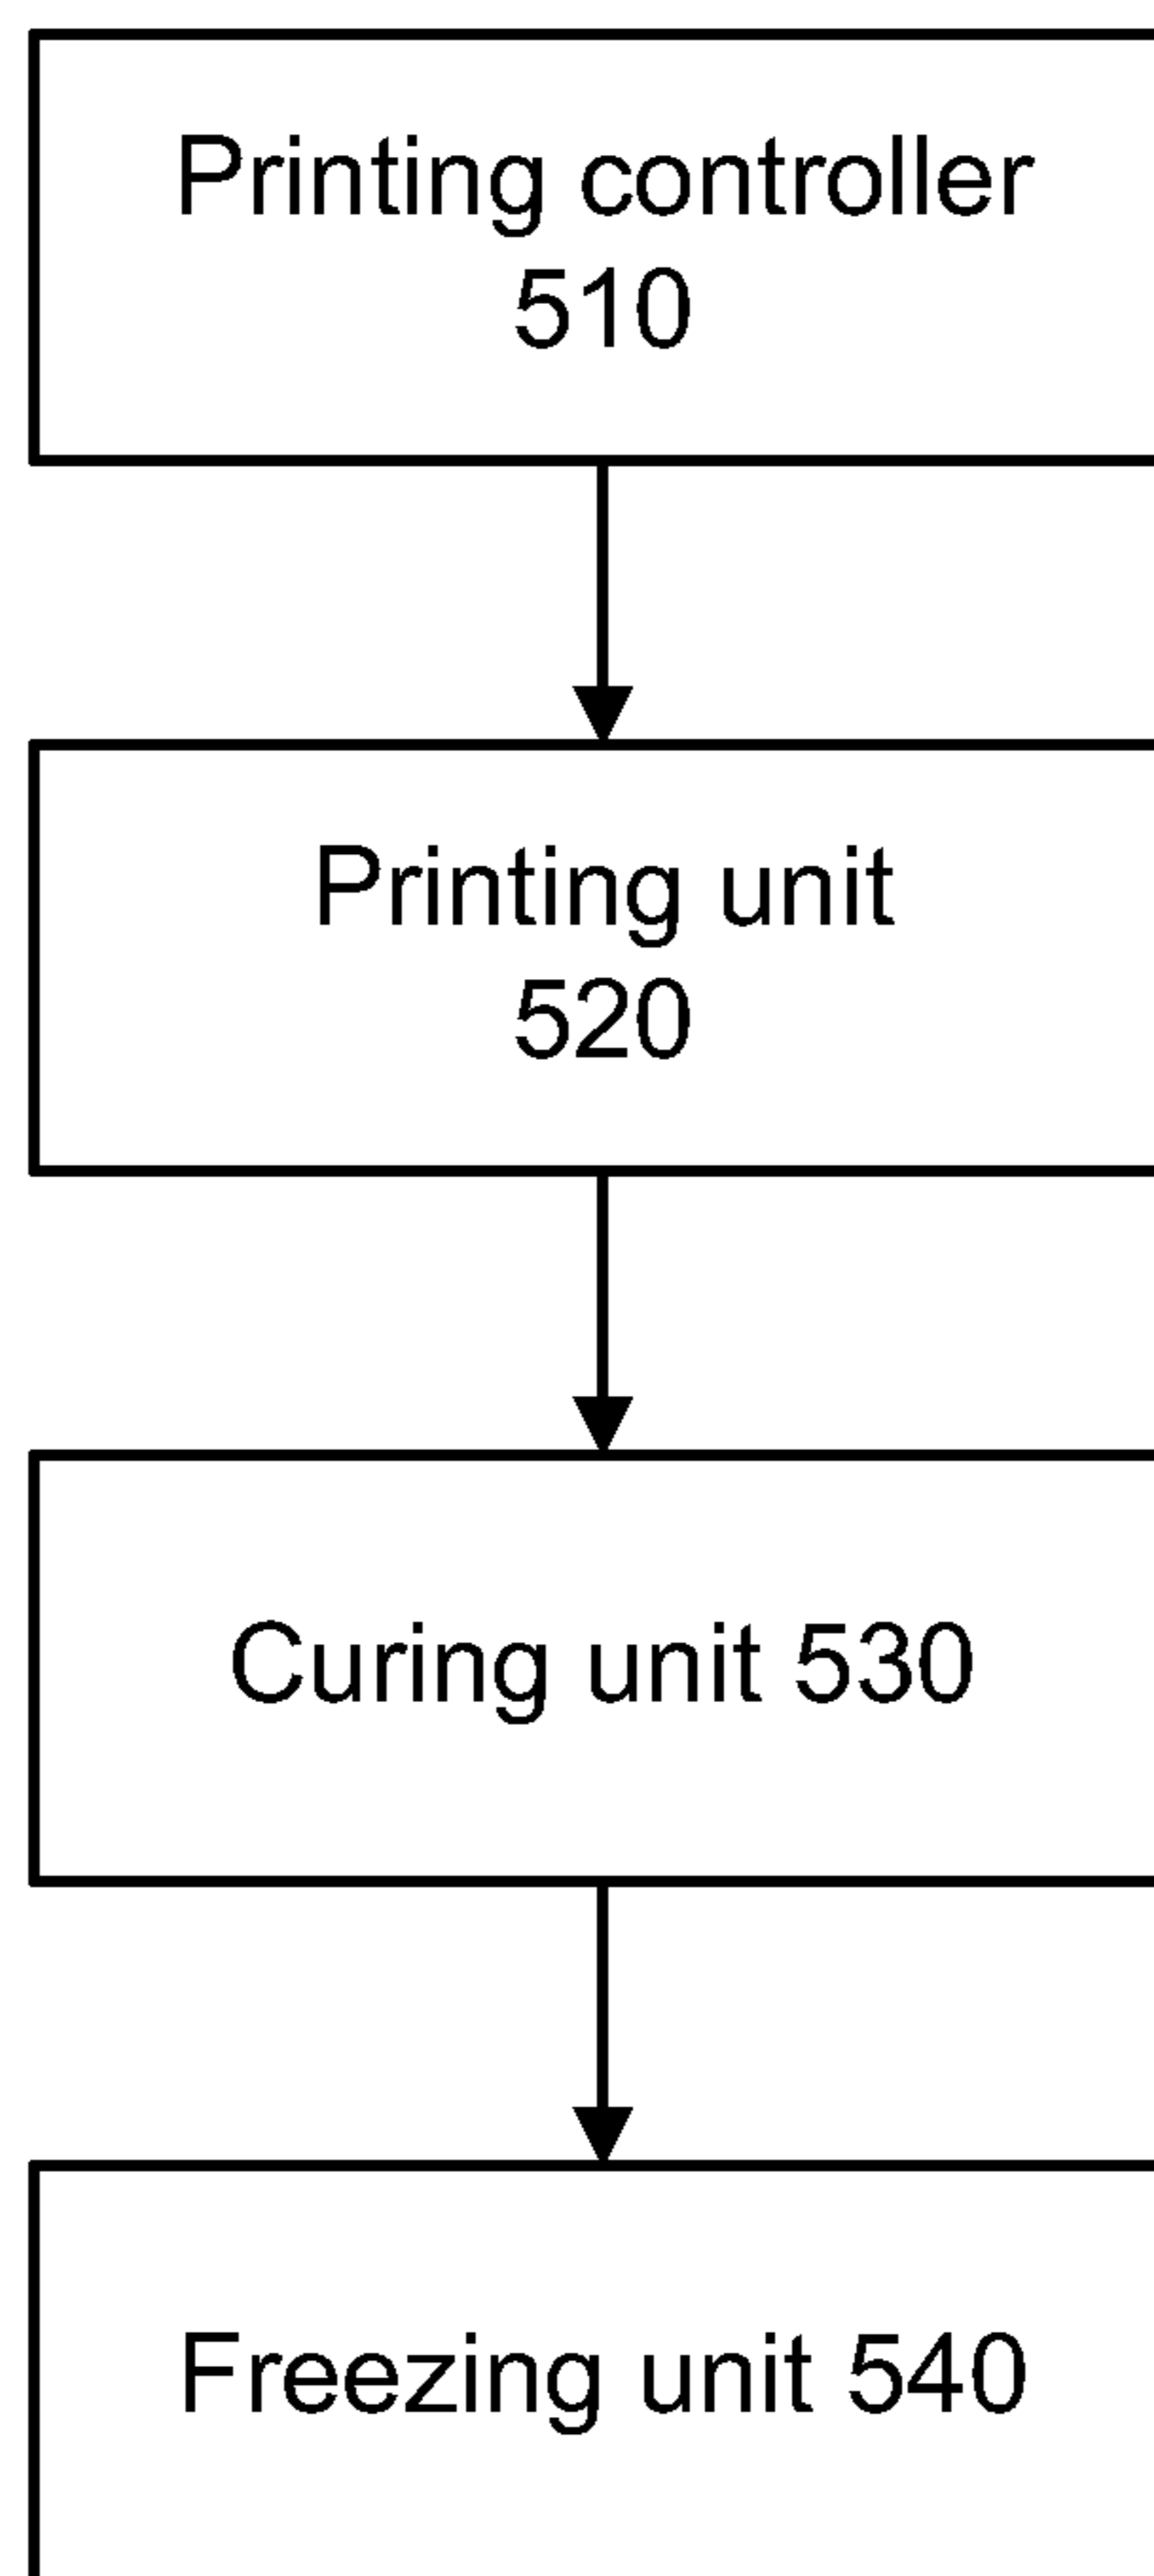 Printing controller
510
Printing unit
520
Curing unit 530
Freezing unit 540